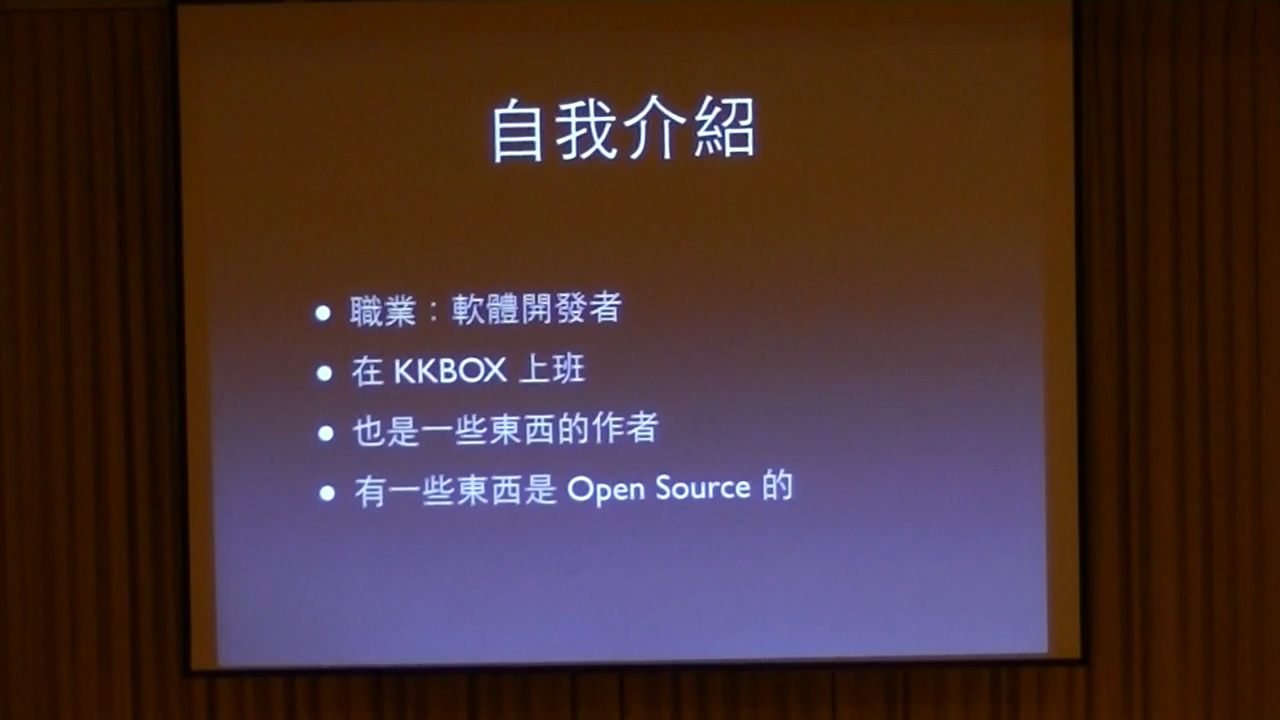 自我介紹
● 職業：軟體開發者
● 在 KKBOX 上班
● 也是一些東西的作者
● 有一些東西是 Open Source 的